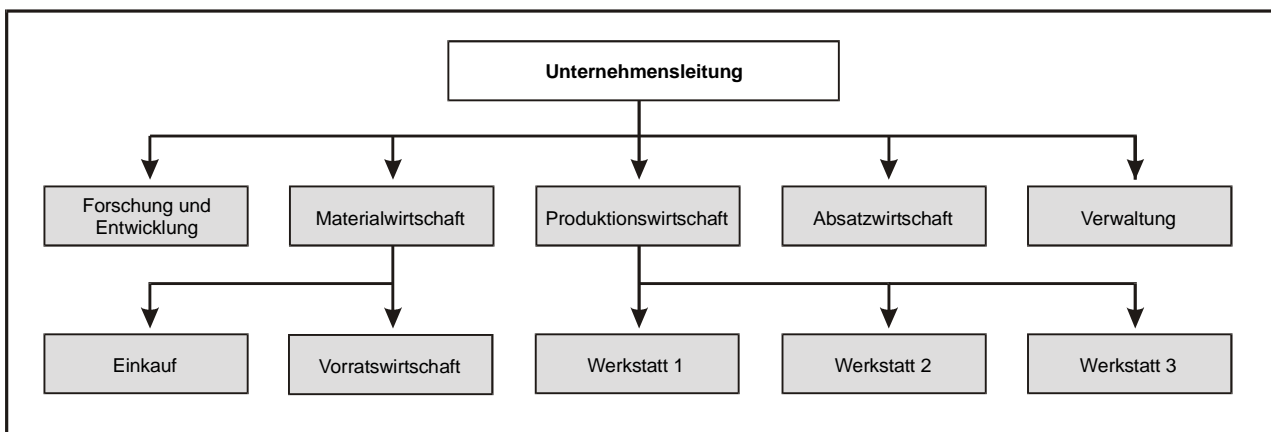 Unternehmensleitung
Forschung und
Entwicklung
Materialwirtschaft
Produktionswirtschaft
Absatzwirtschaft
Verwaltung
Einkauf
Vorratswirtschaft
Werkstatt 1
Werkstatt 2
Werkstatt 3